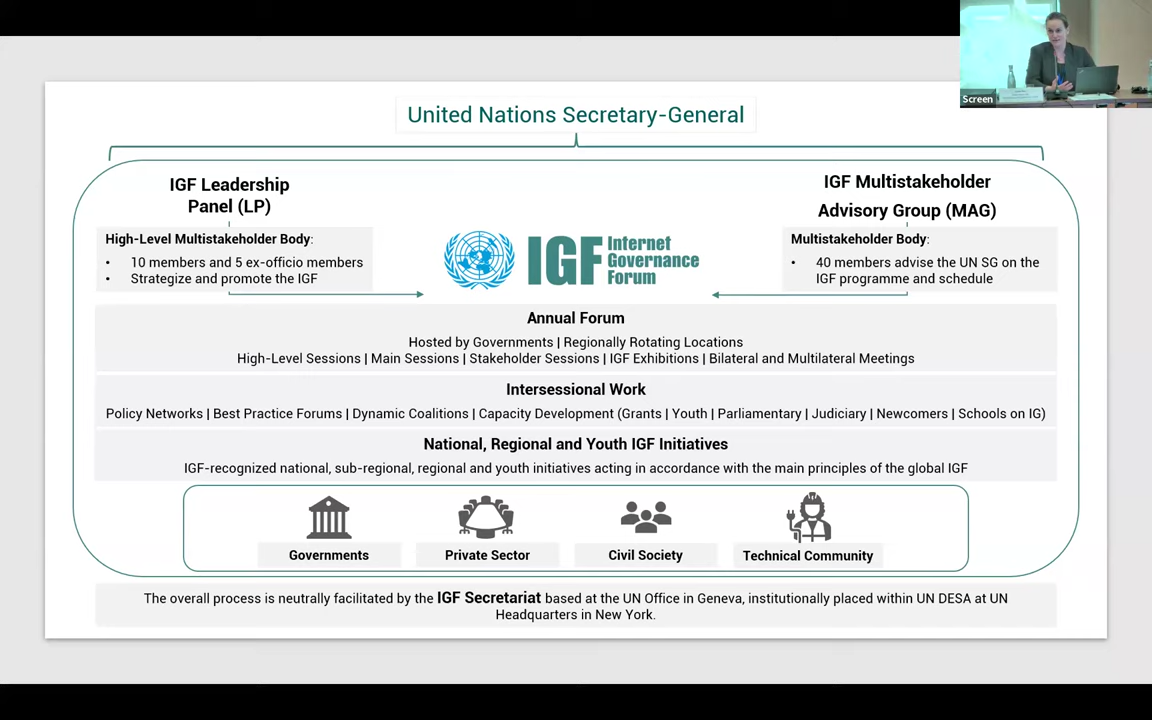 Screen
United Nations Secretary-General
IGF Leadership
Panel (LP)
High-Level Multistakeholder Body:
• 10 members and 5 ex-officio members
• Strategize and promote the IGF
IGF Internet
Governance
Forum
IGF Multistakeholder
Advisory Group (MAG)
Multistakeholder Body:
• 40 members advise the UN SG on the
IGF programme and schedule
Annual Forum
Hosted by Governments | Regionally Rotating Locations
High-Level Sessions | Main Sessions | Stakeholder Sessions | IGF Exhibitions | Bilateral and Multilateral Meetings
Intersessional Work
Policy Networks | Best Practice Forums | Dynamic Coalitions | Capacity Development (Grants | Youth | Parliamentary | Judiciary | Newcomers | Schools on IG)
National, Regional and Youth IGF Initiatives
IGF-recognized national, sub-regional, regional and youth initiatives acting in accordance with the main principles of the global IGF
Governments
Private Sector
Civil Society
Technical Community
The overall process is neutrally facilitated by the IGF Secretariat based at the UN Office in Geneva, institutionally placed within UN DESA at UN
Headquarters in New York.